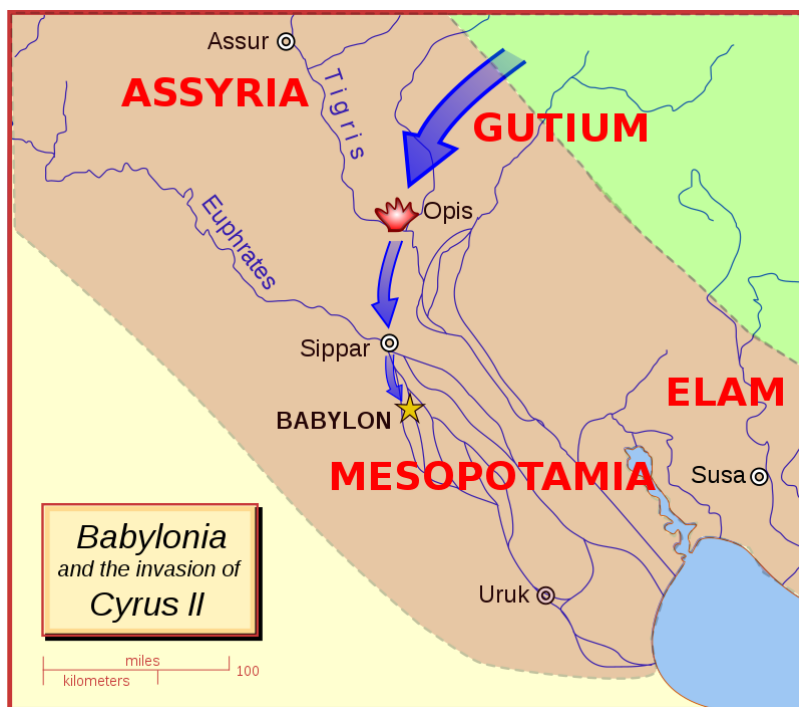 Assur
ASSYRIA
Tigris
GUTIUM
Opis
Euphrates
Sippar
BABYLON
ELAM
MESOPOTAMIA
Susa
Uruk
Babylonia
and the invasion of
Cyrus II
miles
100
kilometers